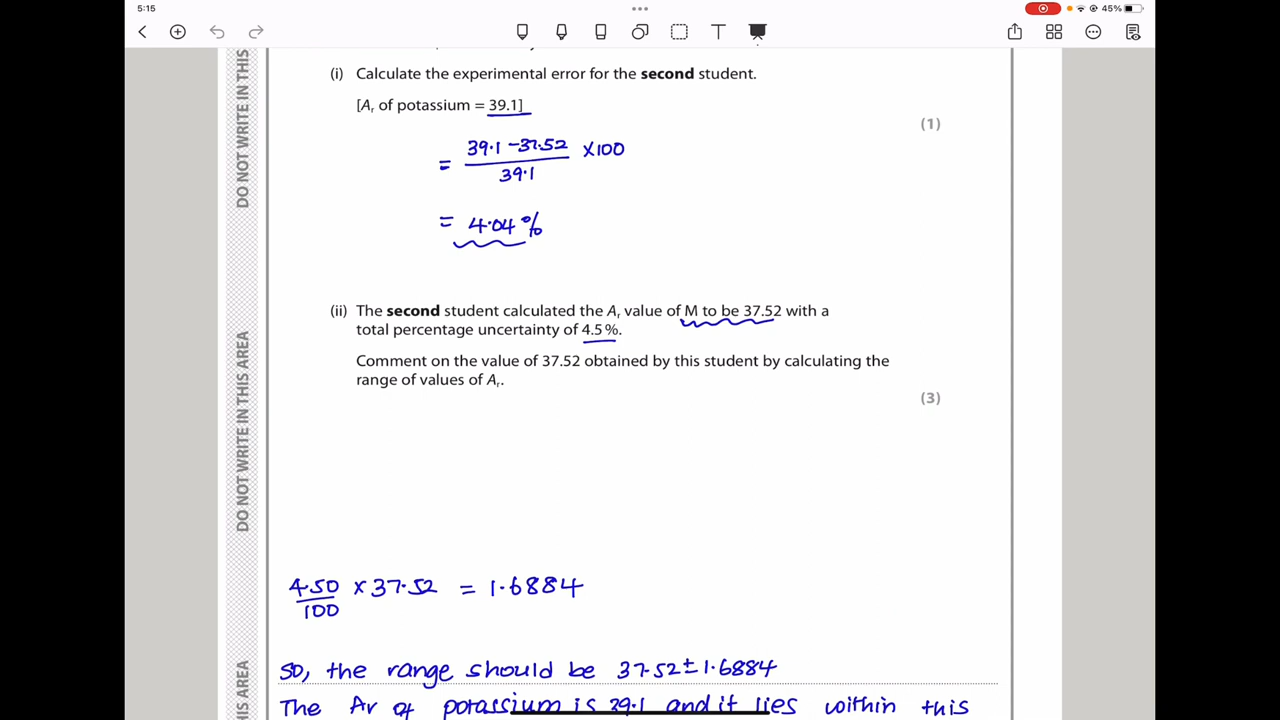 5:15
45%
T
DO NOT WRITE IN THIS
(i) Calculate the experimental error for the second student.
[Aᵣ of potassium = 39.1]
(1)
= 39.1 - 37.52 / 39.1 × 100
= 4.04 %
DO NOT WRITE IN THIS AREA
(ii) The second student calculated the Aᵣ value of M to be 37.52 with a
total percentage uncertainty of 4.5%.
Comment on the value of 37.52 obtained by this student by calculating the
range of values of Aᵣ.
(3)
4.50 / 100 × 37.52 = 1.6884
So, the range should be 37.52 ± 1.6884
The Ar of potassium is 39.1 and it lies within this
IS AREA